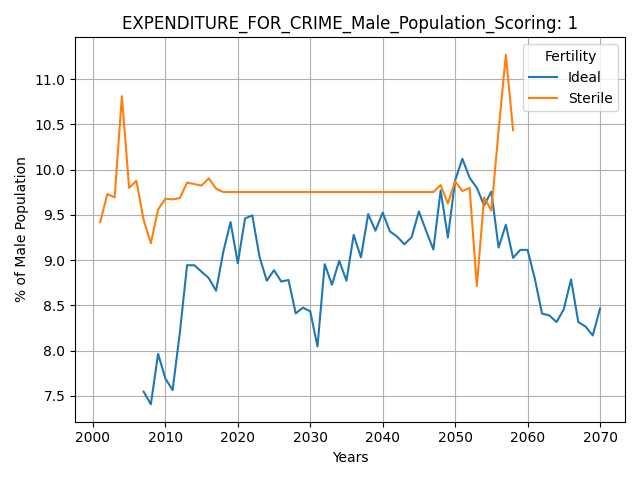 EXPENDITURE_FOR_CRIME_Male_Population_Scoring: 1
Fertility
Ideal
Sterile
% of Male Population
11.0
10.5
10.0
9.5
9.0
8.5
8.0
7.5
2000 2010 2020 2030 2040 2050 2060 2070
Years